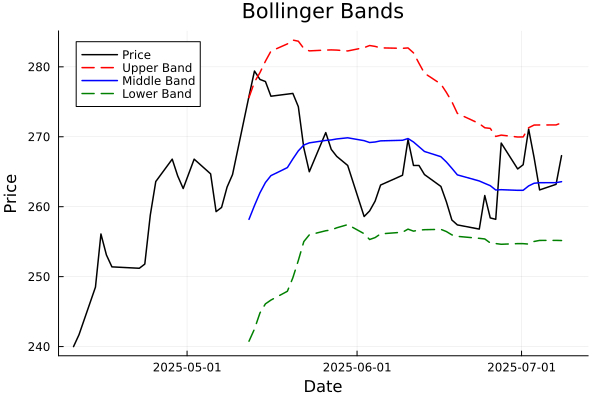 Bollinger Bands
Price
Upper Band
Middle Band
Lower Band
280
270
260
250
240
Price
2025-05-01 2025-06-01 2025-07-01
Date